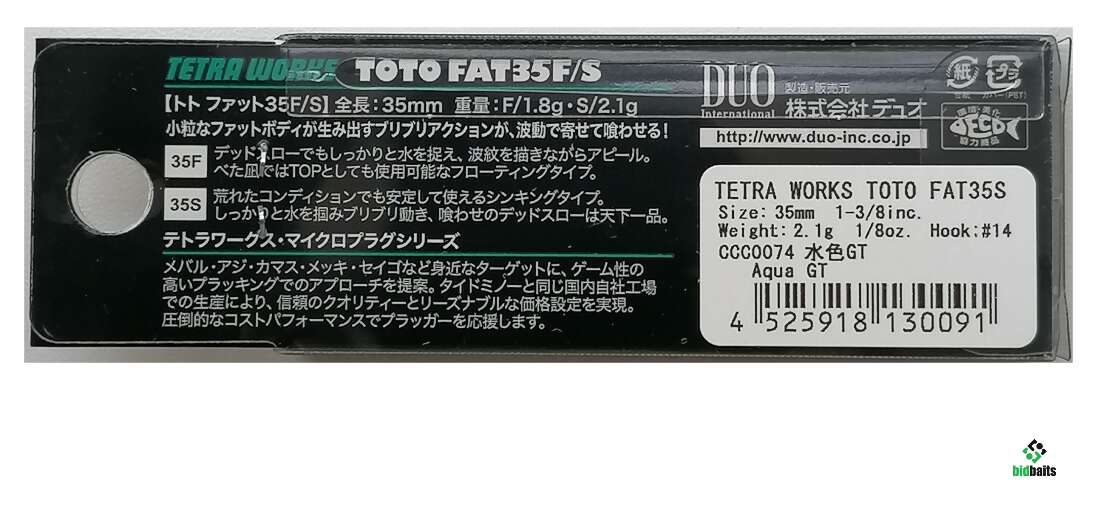 TETRA WORKS TOTO FAT35F/S
【トト ファット35F/S】全長：35mm 重量：F/1.8g・S/2.1g
小粒なファットボディが生み出すブリブリアクションが、波動で寄せて喰わせる！
35F
デッドスローでもしっかりと水を捉え、波紋を描きながらアピール。
べた凪ではTOPとしても使用可能なフローティングタイプ。
35S
荒れたコンディションでも安定して使えるシンキングタイプ。
しっかりと水を掴みブリブリ動き、喰わせのデッドスローは天下一品。
テトラワークス・マイクロプラグシリーズ
メバル・アジ・カマス・メッキ・セイゴなど身近なターゲットに、ゲーム性の
高いプラッキングでのアプローチを提案。タイドミノーと同じ国内自社工場
での生産により、信頼のクオリティーとリーズナブルな価格設定を実現。
圧倒的なコストパフォーマンスでプラッガーを応援します。
DUO
International
製造・販売元
株式会社デュオ
http://www.duo-inc.co.jp
紙
プラ
台紙
カバー(PET)
環境・美化
DECO
協力商品
TETRA WORKS TOTO FAT35S
Size: 35mm 1-3/8inc.
Weight: 2.1g 1/8oz. Hook:#14
CCC0074 水色GT
Aqua GT
4 525918 130091
bidbaits